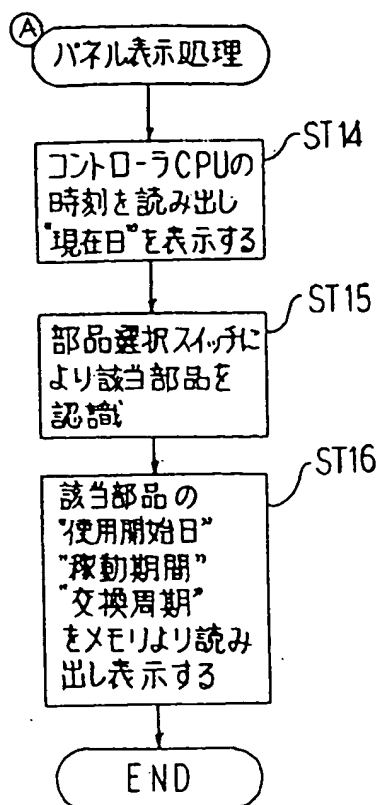 A
パネル表示処理
ST14
コントローラCPUの
時刻を読み出し
"現在日"を表示する
ST15
部品選択スイッチに
より該当部品を
認識
ST16
該当部品の
"使用開始日"
"稼動期間"
"交換周期"
をメモリより読み
出し表示する
END